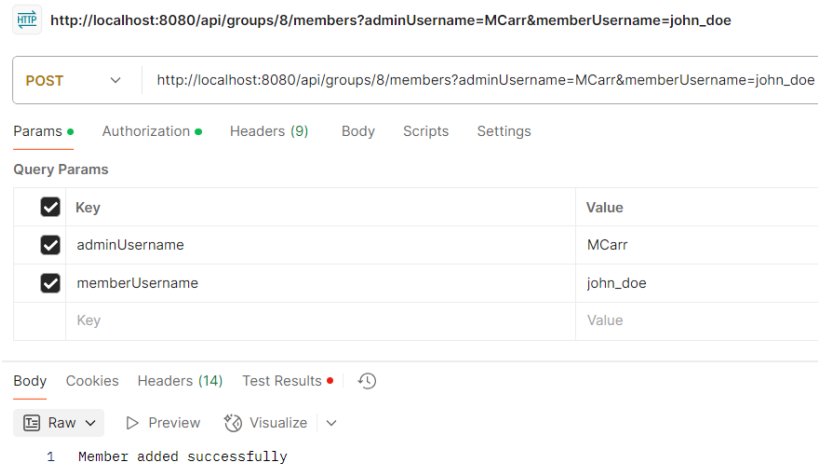 HTTP http://localhost:8080/api/groups/8/members?adminUsername=MCarr&memberUsername=john_doe
POST http://localhost:8080/api/groups/8/members?adminUsername=MCarr&memberUsername=john_doe
Params Authorization Headers (9) Body Scripts Settings
Query Params
Key Value
adminUsername MCarr
memberUsername john_doe
Key Value
Body Cookies Headers (14) Test Results
Raw Preview Visualize
1 Member added successfully